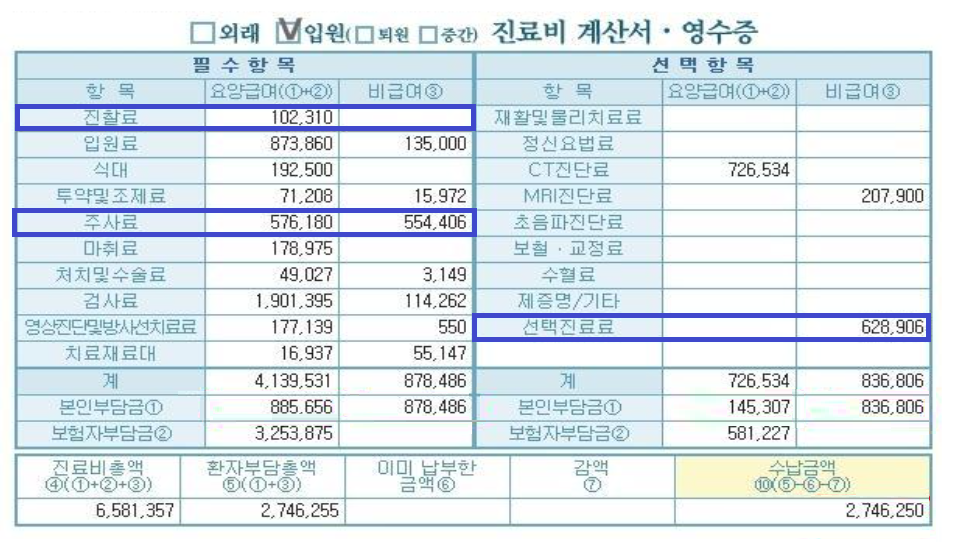 □외래 ☑입원(□퇴원 □중간) 진료비 계산서·영수증
필수항목 선택항목
항 목 요양급여(①+②) 비급여③ 항 목 요양급여(①+②) 비급여③
진찰료 102,310 재활및물리치료료
입원료 873,860 135,000 정신요법료
식대 192,500 CT진단료 726,534
투약및조제료 71,208 15,972 MRI진단료 207,900
주사료 576,180 554,406 초음파진단료
마취료 178,975 보철·교정료
처치및수술료 49,027 3,149 수혈료
검사료 1,901,395 114,262 제증명/기타
영상진단및방사선치료료 177,139 550 선택진료료 628,906
치료재료대 16,937 55,147
계 4,139,531 878,486 계 726,534 836,806
본인부담금① 885,656 878,486 본인부담금① 145,307 836,806
보험자부담금② 3,253,875 보험자부담금② 581,227
진료비총액 환자부담총액 이미 납부한 감액 수납금액
④(①+②+③) ⑤(①+③) 금액⑥ ⑦ ⑩(⑤-⑥-⑦)
6,581,357 2,746,255 2,746,250